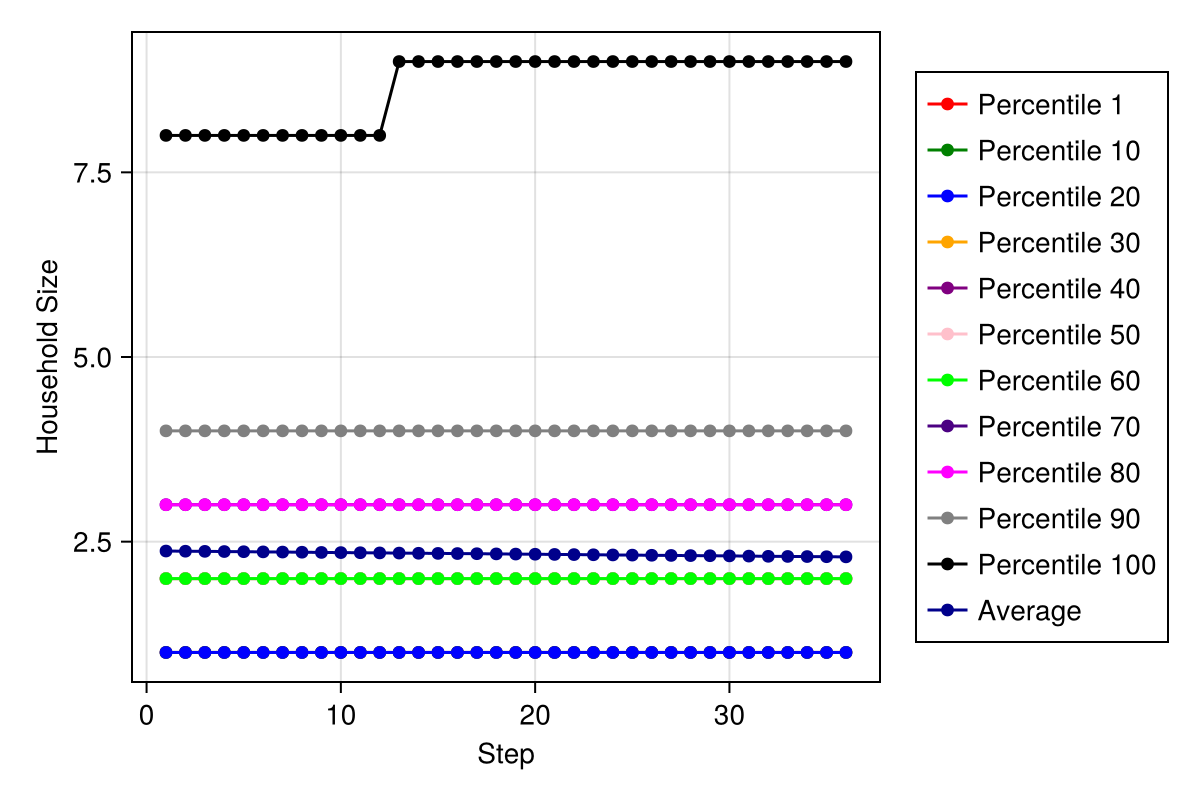 7.5
5.0
2.5
Household Size
0 10 20 30
Step
Percentile 1
Percentile 10
Percentile 20
Percentile 30
Percentile 40
Percentile 50
Percentile 60
Percentile 70
Percentile 80
Percentile 90
Percentile 100
Average